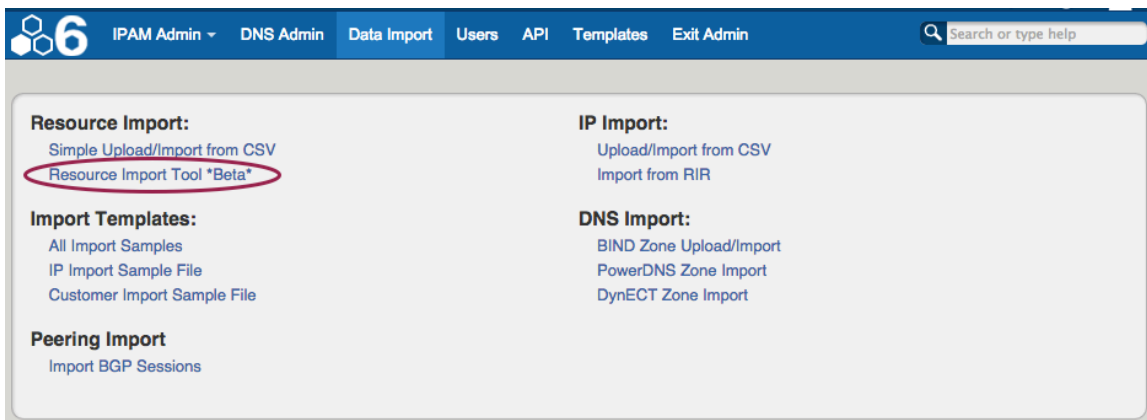 6 IPAM Admin DNS Admin Data Import Users API Templates Exit Admin Search or type help
Resource Import:
Simple Upload/Import from CSV
Resource Import Tool *Beta*
Import Templates:
All Import Samples
IP Import Sample File
Customer Import Sample File
Peering Import
Import BGP Sessions
IP Import:
Upload/Import from CSV
Import from RIR
DNS Import:
BIND Zone Upload/Import
PowerDNS Zone Import
DynECT Zone Import